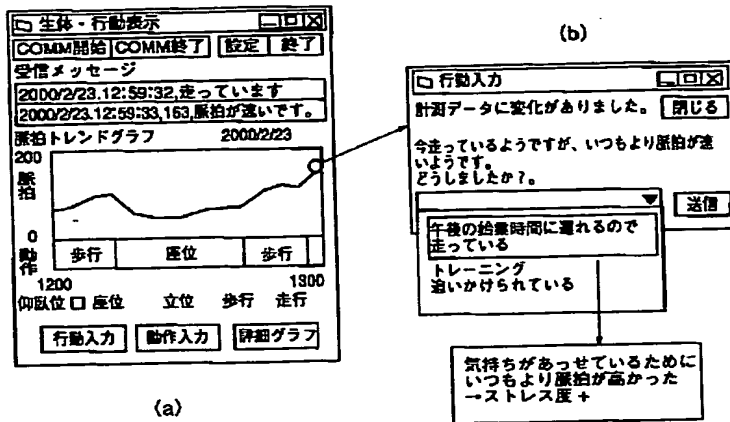 生体・行動表示
COMM開始 COMM終了 設定 終了
受信メッセージ
2000/2/23.12:59:32,走っています
2000/2/23.12:59:33,163,脈拍が速いです。
脈拍トレンドグラフ 2000/2/23
200
脈拍
0
動作
歩行 座位 歩行
1200 1300
仰臥位 座位 立位 歩行 走行
行動入力 動作入力 詳細グラフ
(a)
(b)
行動入力
計測データに変化がありました。 閉じる
今走っているようですが、いつもより脈拍が速
いようです。
どうしましたか?。
送信
午後の始業時間に遅れるので
走っている
トレーニング
追いかけられている
気持ちがあっせているために
いつもより脈拍が高かった
→ストレス度+